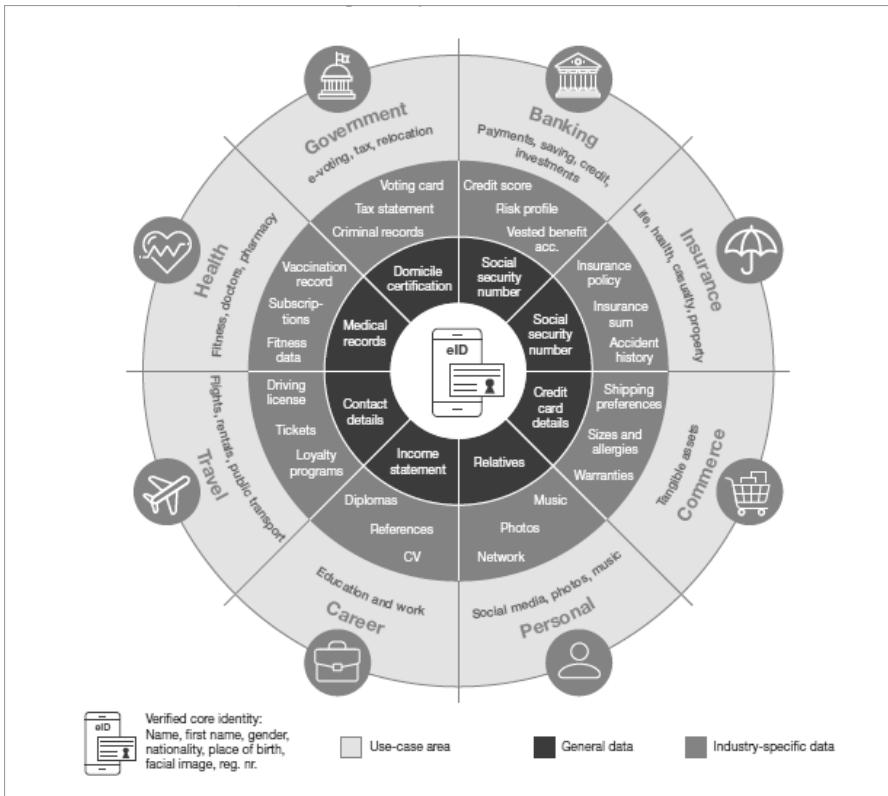 Government
e-voting, tax, relocation
Banking
Payments, saving, credit,
investments
Insurance
Life, health, casualty, property
Commerce
Tangible assets
Personal
Social media, photos, music
Career
Education and work
Travel
Flights, rentals, public transport
Health
Fitness, doctors, pharmacy
Voting card
Tax statement
Criminal records
Credit score
Risk profile
Vested benefit
acc.
Insurance
policy
Insurance
sum
Accident
history
Shipping
preferences
Sizes and
allergies
Warranties
Music
Photos
Network
Diplomas
References
CV
Driving
license
Tickets
Loyalty
programs
Vaccination
record
Subscrip-
tions
Fitness
data
Domicile
certification
Social
security
number
Social
security
number
Credit
card
details
Relatives
Income
statement
Contact
details
Medical
records
eID
eID
Verified core identity:
Name, first name, gender,
nationality, place of birth,
facial image, reg. nr.
Use-case area
General data
Industry-specific data